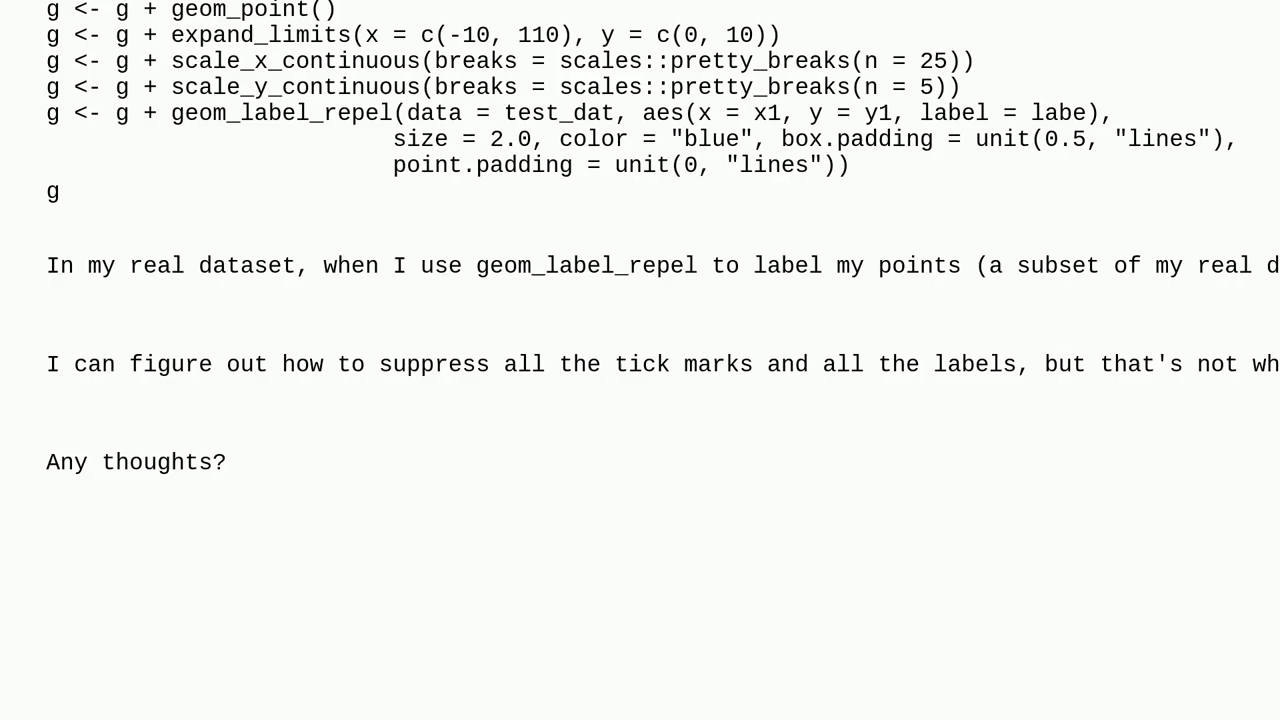 g <- g + geom_point()
g <- g + expand_limits(x = c(-10, 110), y = c(0, 10))
g <- g + scale_x_continuous(breaks = scales::pretty_breaks(n = 25))
g <- g + scale_y_continuous(breaks = scales::pretty_breaks(n = 5))
g <- g + geom_label_repel(data = test_dat, aes(x = x1, y = y1, label = labe),
                         size = 2.0, color = "blue", box.padding = unit(0.5, "lines"),
                         point.padding = unit(0, "lines"))
g
In my real dataset, when I use geom_label_repel to label my points (a subset of my real d
I can figure out how to suppress all the tick marks and all the labels, but that's not wh
Any thoughts?